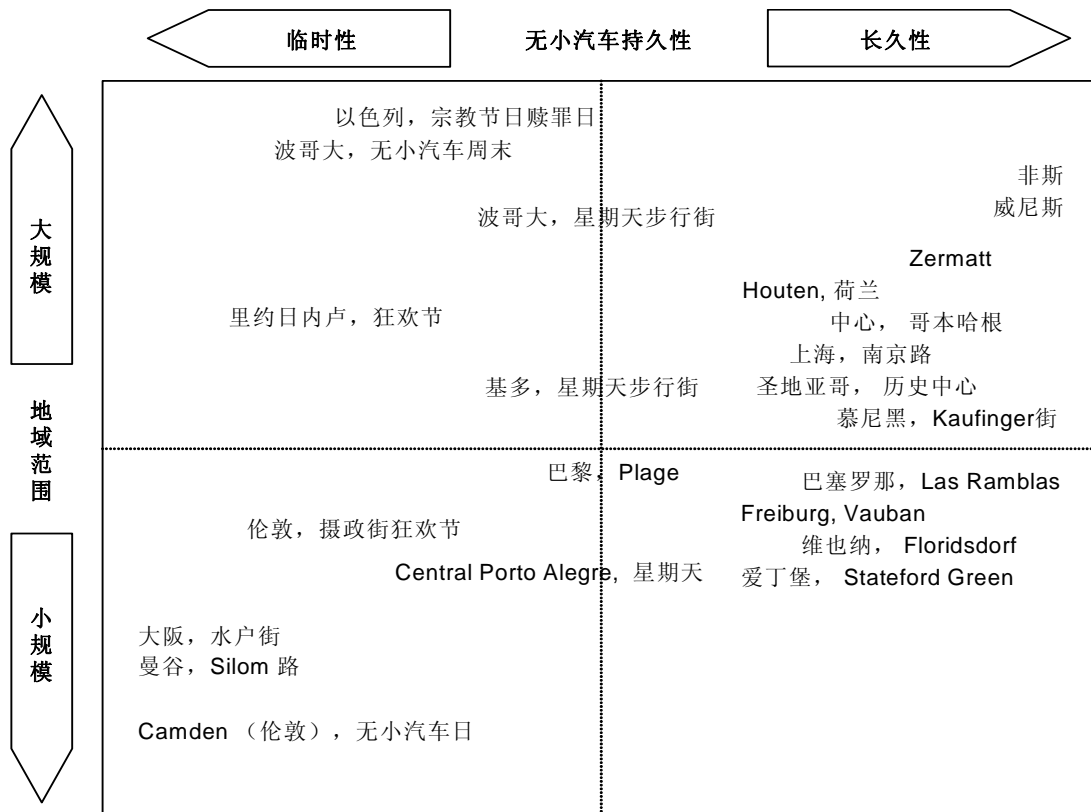 临时性 无小汽车持久性 长久性
大规模
地域范围
小规模
以色列，宗教节日赎罪日
波哥大，无小汽车周末
非斯
威尼斯
波哥大，星期天步行街
Zermatt
Houten, 荷兰
里约日内卢，狂欢节
中心， 哥本哈根
上海，南京路
基多，星期天步行街
圣地亚哥， 历史中心
慕尼黑，Kaufinger街
巴黎，Plage
巴塞罗那，Las Ramblas
Freiburg, Vauban
伦敦，摄政街狂欢节
维也纳， Floridsdorf
Central Porto Alegre, 星期天
爱丁堡， Stateford Green
大阪，水户街
曼谷，Silom 路
Camden （伦敦），无小汽车日